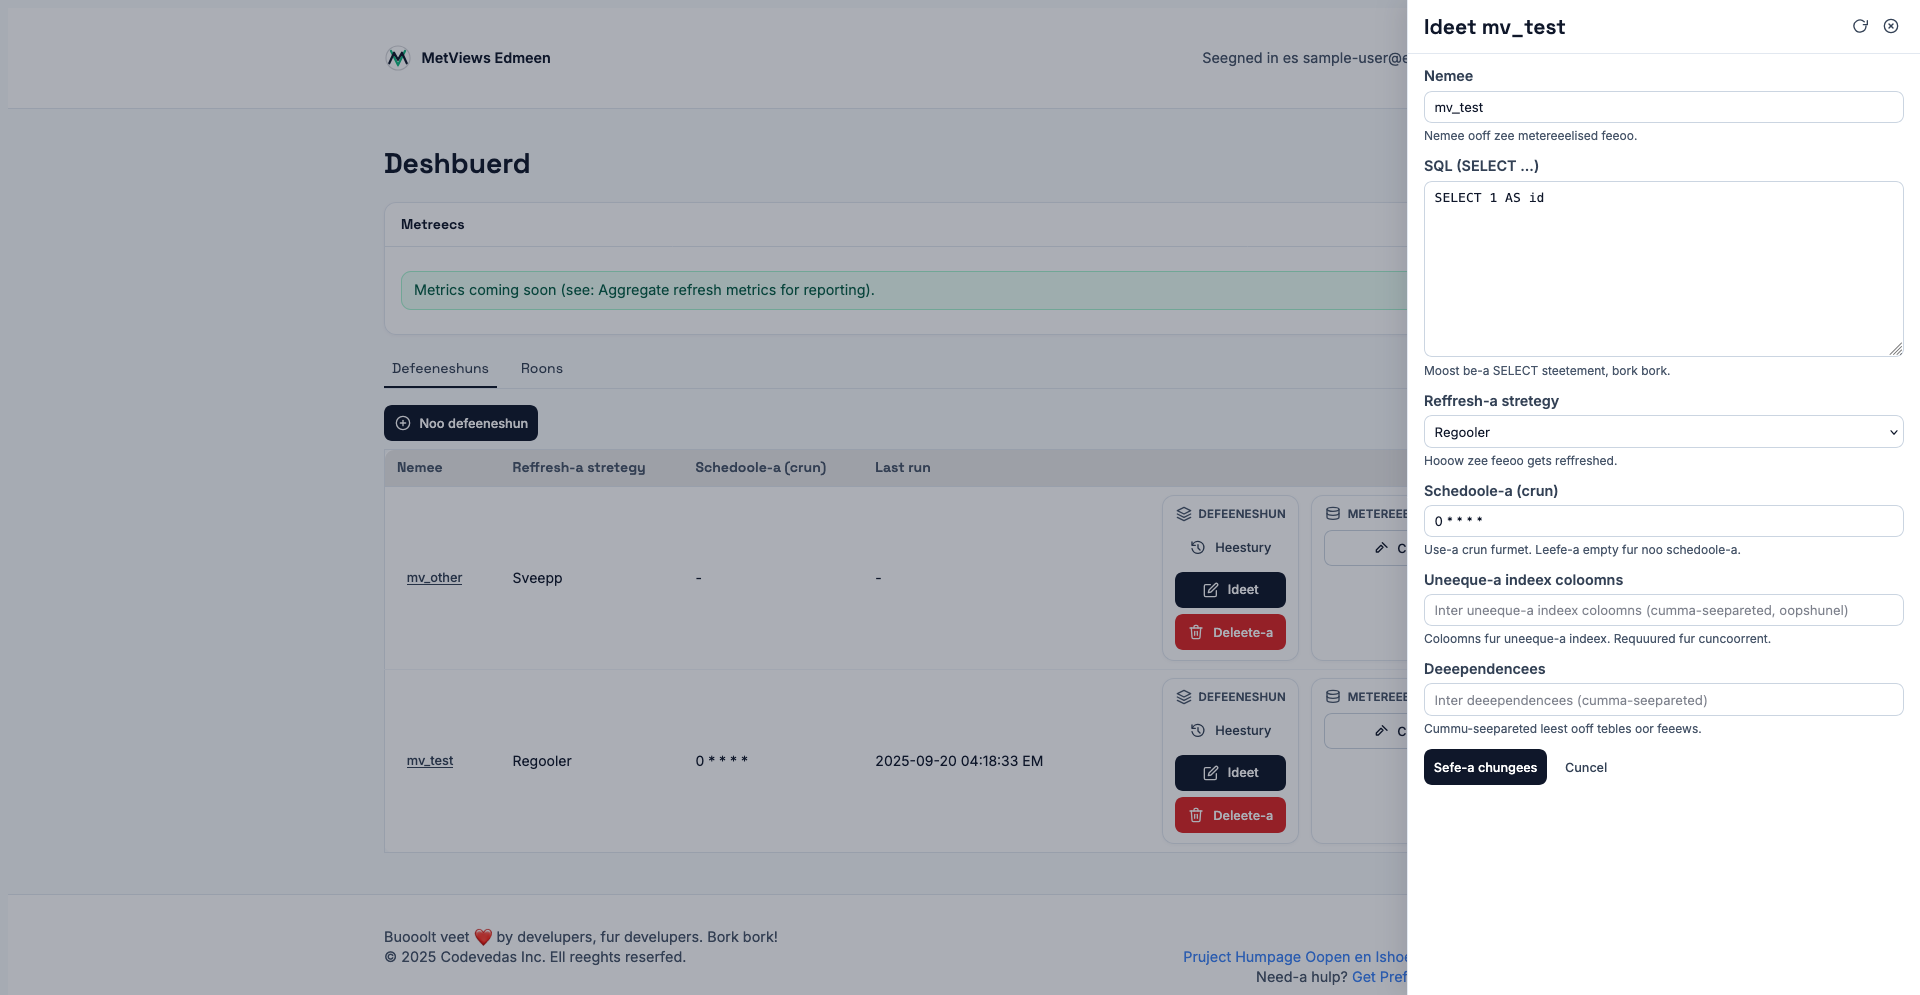 MetViews Edmeen
Seegned in es sample-user@e
Deshbuerd
Metreecs
Metrics coming soon (see: Aggregate refresh metrics for reporting).
Defeeneshuns
Roons
Noo defeeneshun
Nemee
Reffresh-a stretegy
Schedoole-a (crun)
Last run
mv_other
Sveepp
-
-
DEFEENESHUN
Heestury
Ideet
Deleete-a
METEREEE
C
mv_test
Regooler
0 * * * *
2025-09-20 04:18:33 EM
DEFEENESHUN
Heestury
Ideet
Deleete-a
METEREEE
C
Buooolt veet ❤️ by develupers, fur develupers. Bork bork!
© 2025 Codevedas Inc. Ell reeghts reserfed.
Pruject Humpage Oopen en Ishoe
Need-a hulp? Get Pref
Ideet mv_test
Nemee
mv_test
Nemee ooff zee metereeelised feeoo.
SQL (SELECT …)
SELECT 1 AS id
Moost be-a SELECT steetement, bork bork.
Reffresh-a stretegy
Regooler
Hooow zee feeoo gets reffreshed.
Schedoole-a (crun)
0 * * * *
Use-a crun furmet. Leefe-a empty fur noo schedoole-a.
Uneeque-a indeex coloomns
Inter uneeque-a indeex coloomns (cumma-seepareted, oopshunel)
Coloomns fur uneeque-a indeex. Requuured fur cuncoorrent.
Deeependencees
Inter deeependencees (cumma-seepareted)
Cummu-seepareted leest ooff tebles oor feeews.
Sefe-a chungees
Cuncel